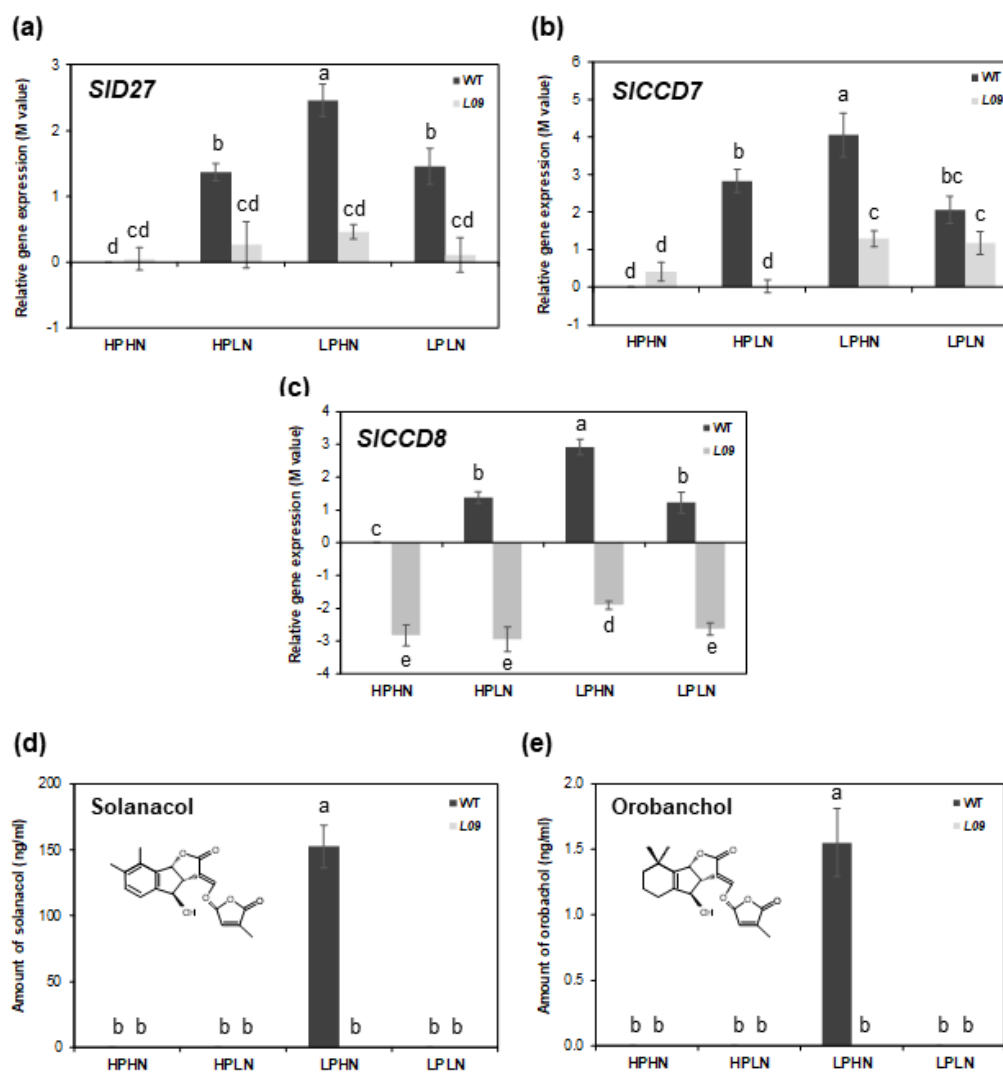 (a)
SlD27
WT
L09
Relative gene expression (M value)
3
2
1
0
-1
d
cd
b
cd
a
cd
b
cd
HPHN
HPLN
LPHN
LPLN
(b)
SlCCD7
WT
L09
Relative gene expression (M value)
6
5
4
3
2
1
0
-1
d
d
b
d
a
c
bc
c
HPHN
HPLN
LPHN
LPLN
(c)
SlCCD8
WT
L09
Relative gene expression (M value)
4
3
2
1
0
-1
-2
-3
-4
c
e
b
e
a
d
b
e
HPHN
HPLN
LPHN
LPLN
(d)
Solanacol
WT
L09
Amount of solanacol (ng/ml)
200
150
100
50
0
O
O
O
O
O
OH
b
b
b
b
a
b
b
b
HPHN
HPLN
LPHN
LPLN
(e)
Orobanchol
WT
L09
Amount of orobachol (ng/ml)
2.0
1.5
1.0
0.5
0.0
O
O
O
O
O
OH
b
b
b
b
a
b
b
b
HPHN
HPLN
LPHN
LPLN